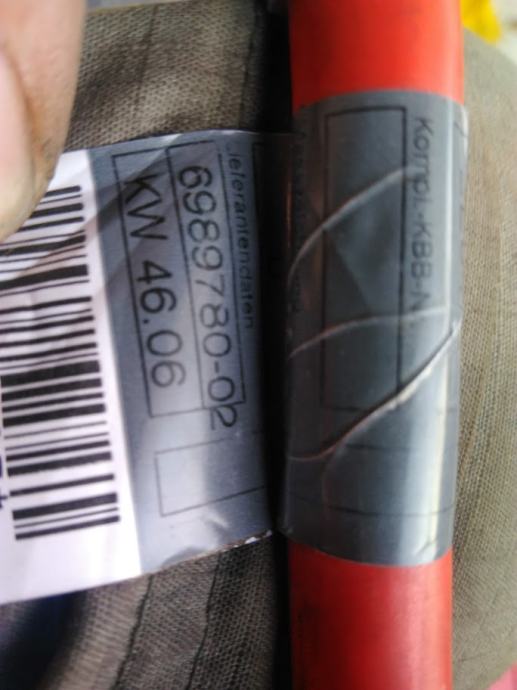 Kompl.-KBB-N
Lieferantendaten
6989780-02
KW 46.06